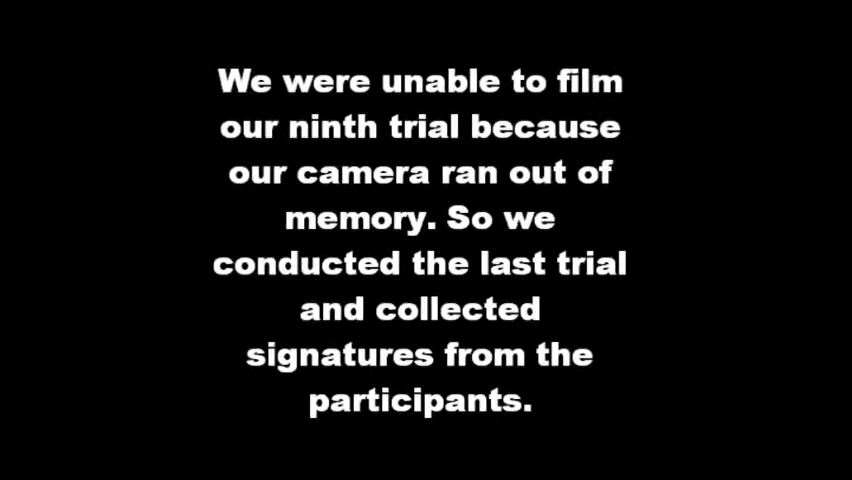 We were unable to film
our ninth trial because
our camera ran out of
memory. So we
conducted the last trial
and collected
signatures from the
participants.